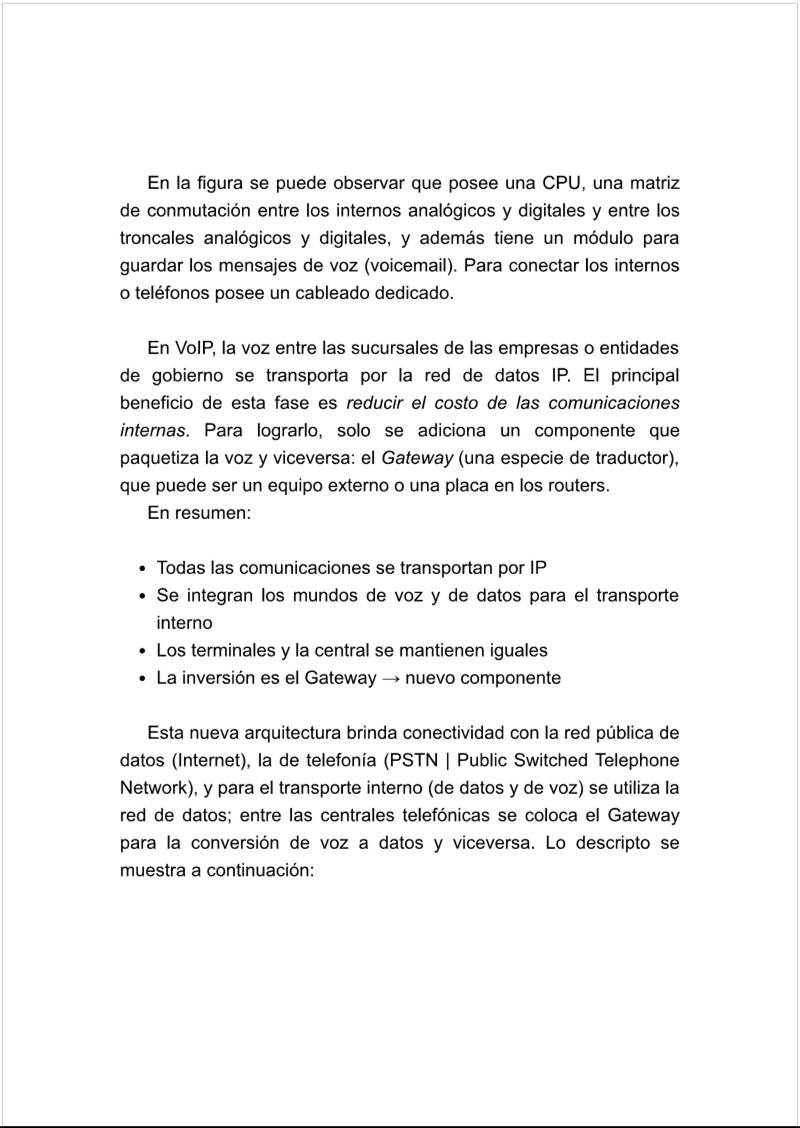 En la figura se puede observar que posee una CPU, una matriz
de conmutación entre los internos analógicos y digitales y entre los
troncales analógicos y digitales, y además tiene un módulo para
guardar los mensajes de voz (voicemail). Para conectar los internos
o teléfonos posee un cableado dedicado.
En VoIP, la voz entre las sucursales de las empresas o entidades
de gobierno se transporta por la red de datos IP. El principal
beneficio de esta fase es reducir el costo de las comunicaciones
internas. Para lograrlo, solo se adiciona un componente que
paquetiza la voz y viceversa: el Gateway (una especie de traductor),
que puede ser un equipo externo o una placa en los routers.
En resumen:
• Todas las comunicaciones se transportan por IP
• Se integran los mundos de voz y de datos para el transporte
interno
• Los terminales y la central se mantienen iguales
• La inversión es el Gateway → nuevo componente
Esta nueva arquitectura brinda conectividad con la red pública de
datos (Internet), la de telefonía (PSTN | Public Switched Telephone
Network), y para el transporte interno (de datos y de voz) se utiliza la
red de datos; entre las centrales telefónicas se coloca el Gateway
para la conversión de voz a datos y viceversa. Lo descripto se
muestra a continuación: